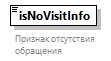 isNoVisitInfo
Признак отсутствия
обращения